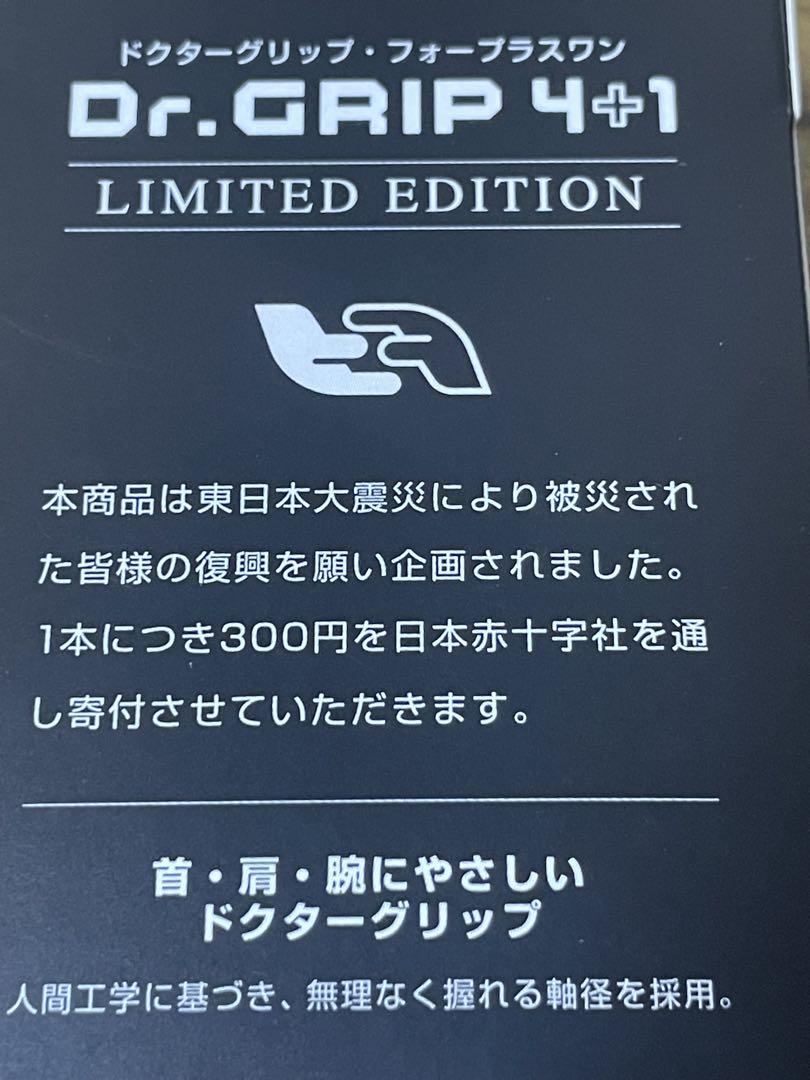 ドクターグリップ・フォープラスワン
Dr.GRIP 4+1
LIMITED EDITION
本商品は東日本大震災により被災され
た皆様の復興を願い企画されました。
1本につき300円を日本赤十字社を通
し寄付させていただきます。
首・肩・腕にやさしい
ドクターグリップ
人間工学に基づき、無理なく握れる軸径を採用。